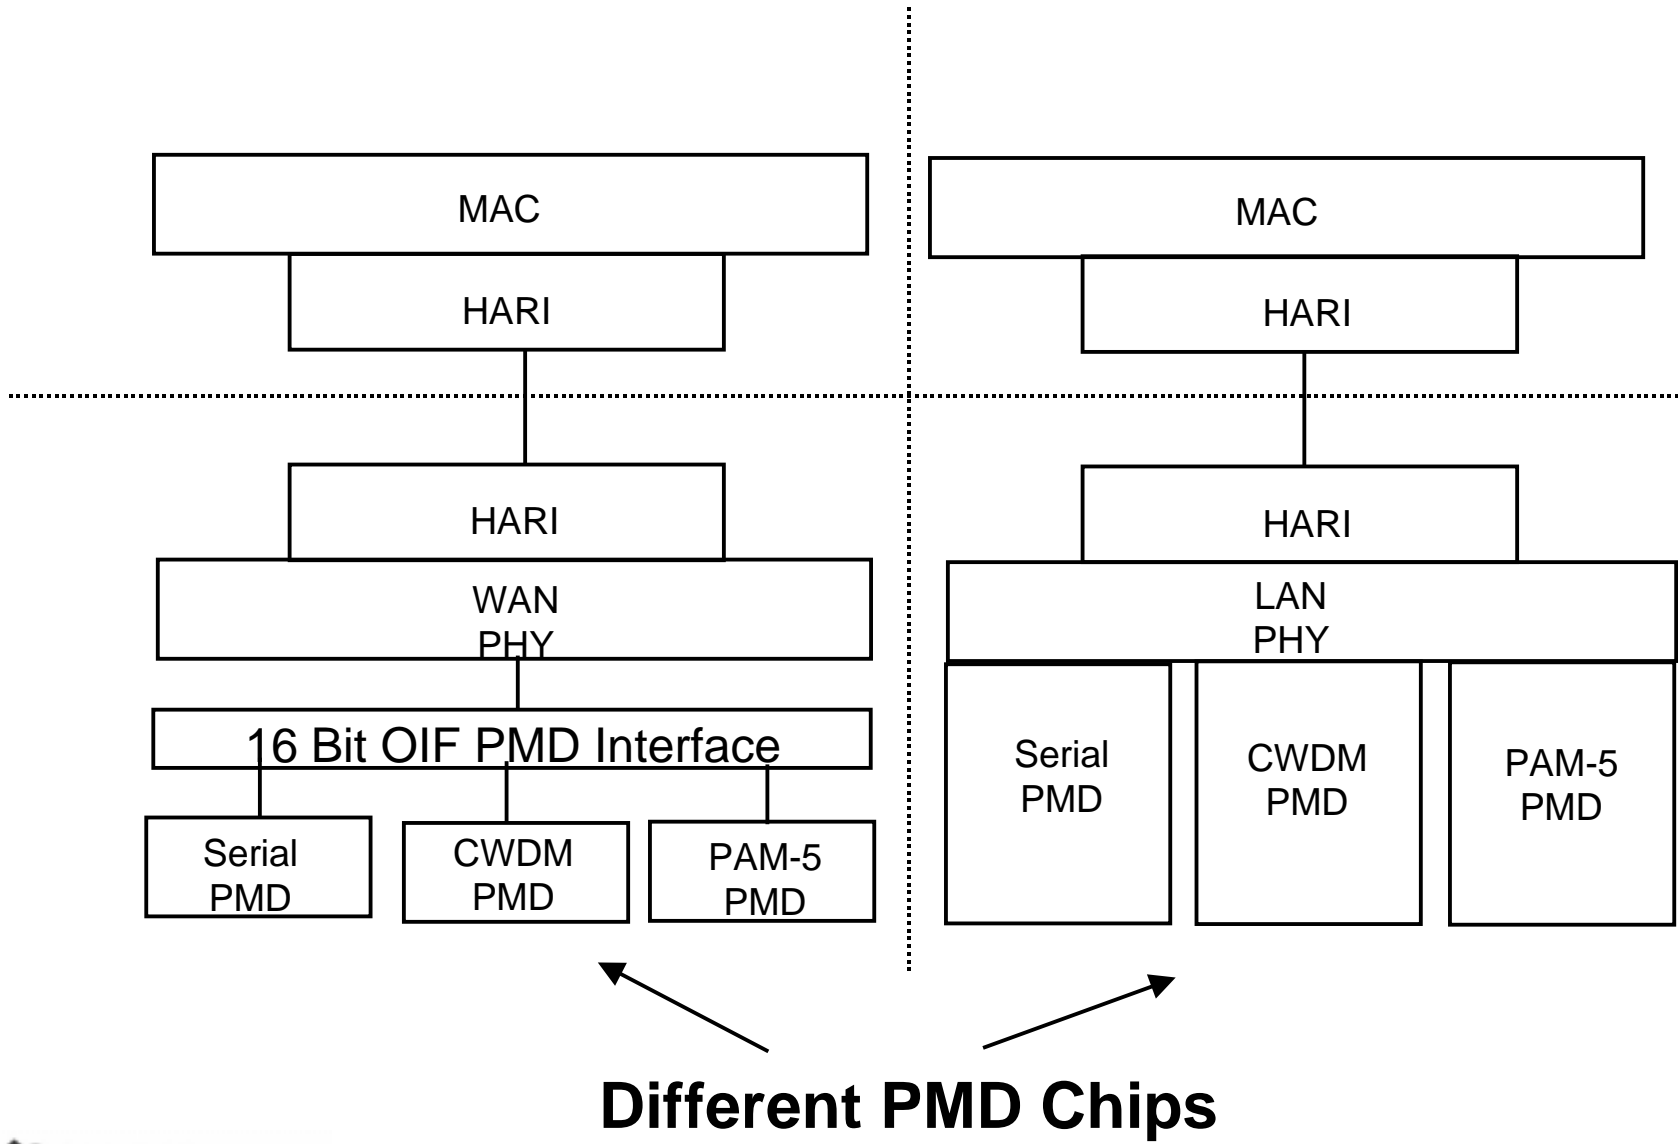 MAC
HARI
HARI
WAN
PHY
16 Bit OIF PMD Interface
Serial
PMD
CWDM
PMD
PAM-5
PMD
MAC
HARI
HARI
LAN
PHY
Serial
PMD
CWDM
PMD
PAM-5
PMD
Different PMD Chips